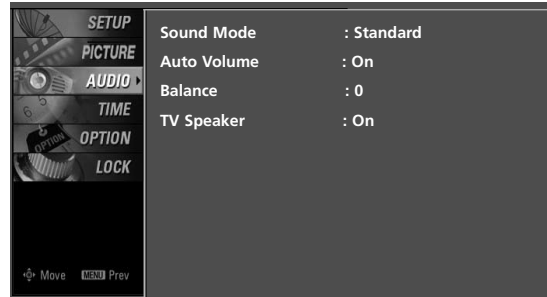 SETUP
PICTURE
AUDIO
TIME
OPTION
OPTION
LOCK
Move MENU Prev
Sound Mode : Standard
Auto Volume : On
Balance : 0
TV Speaker : On